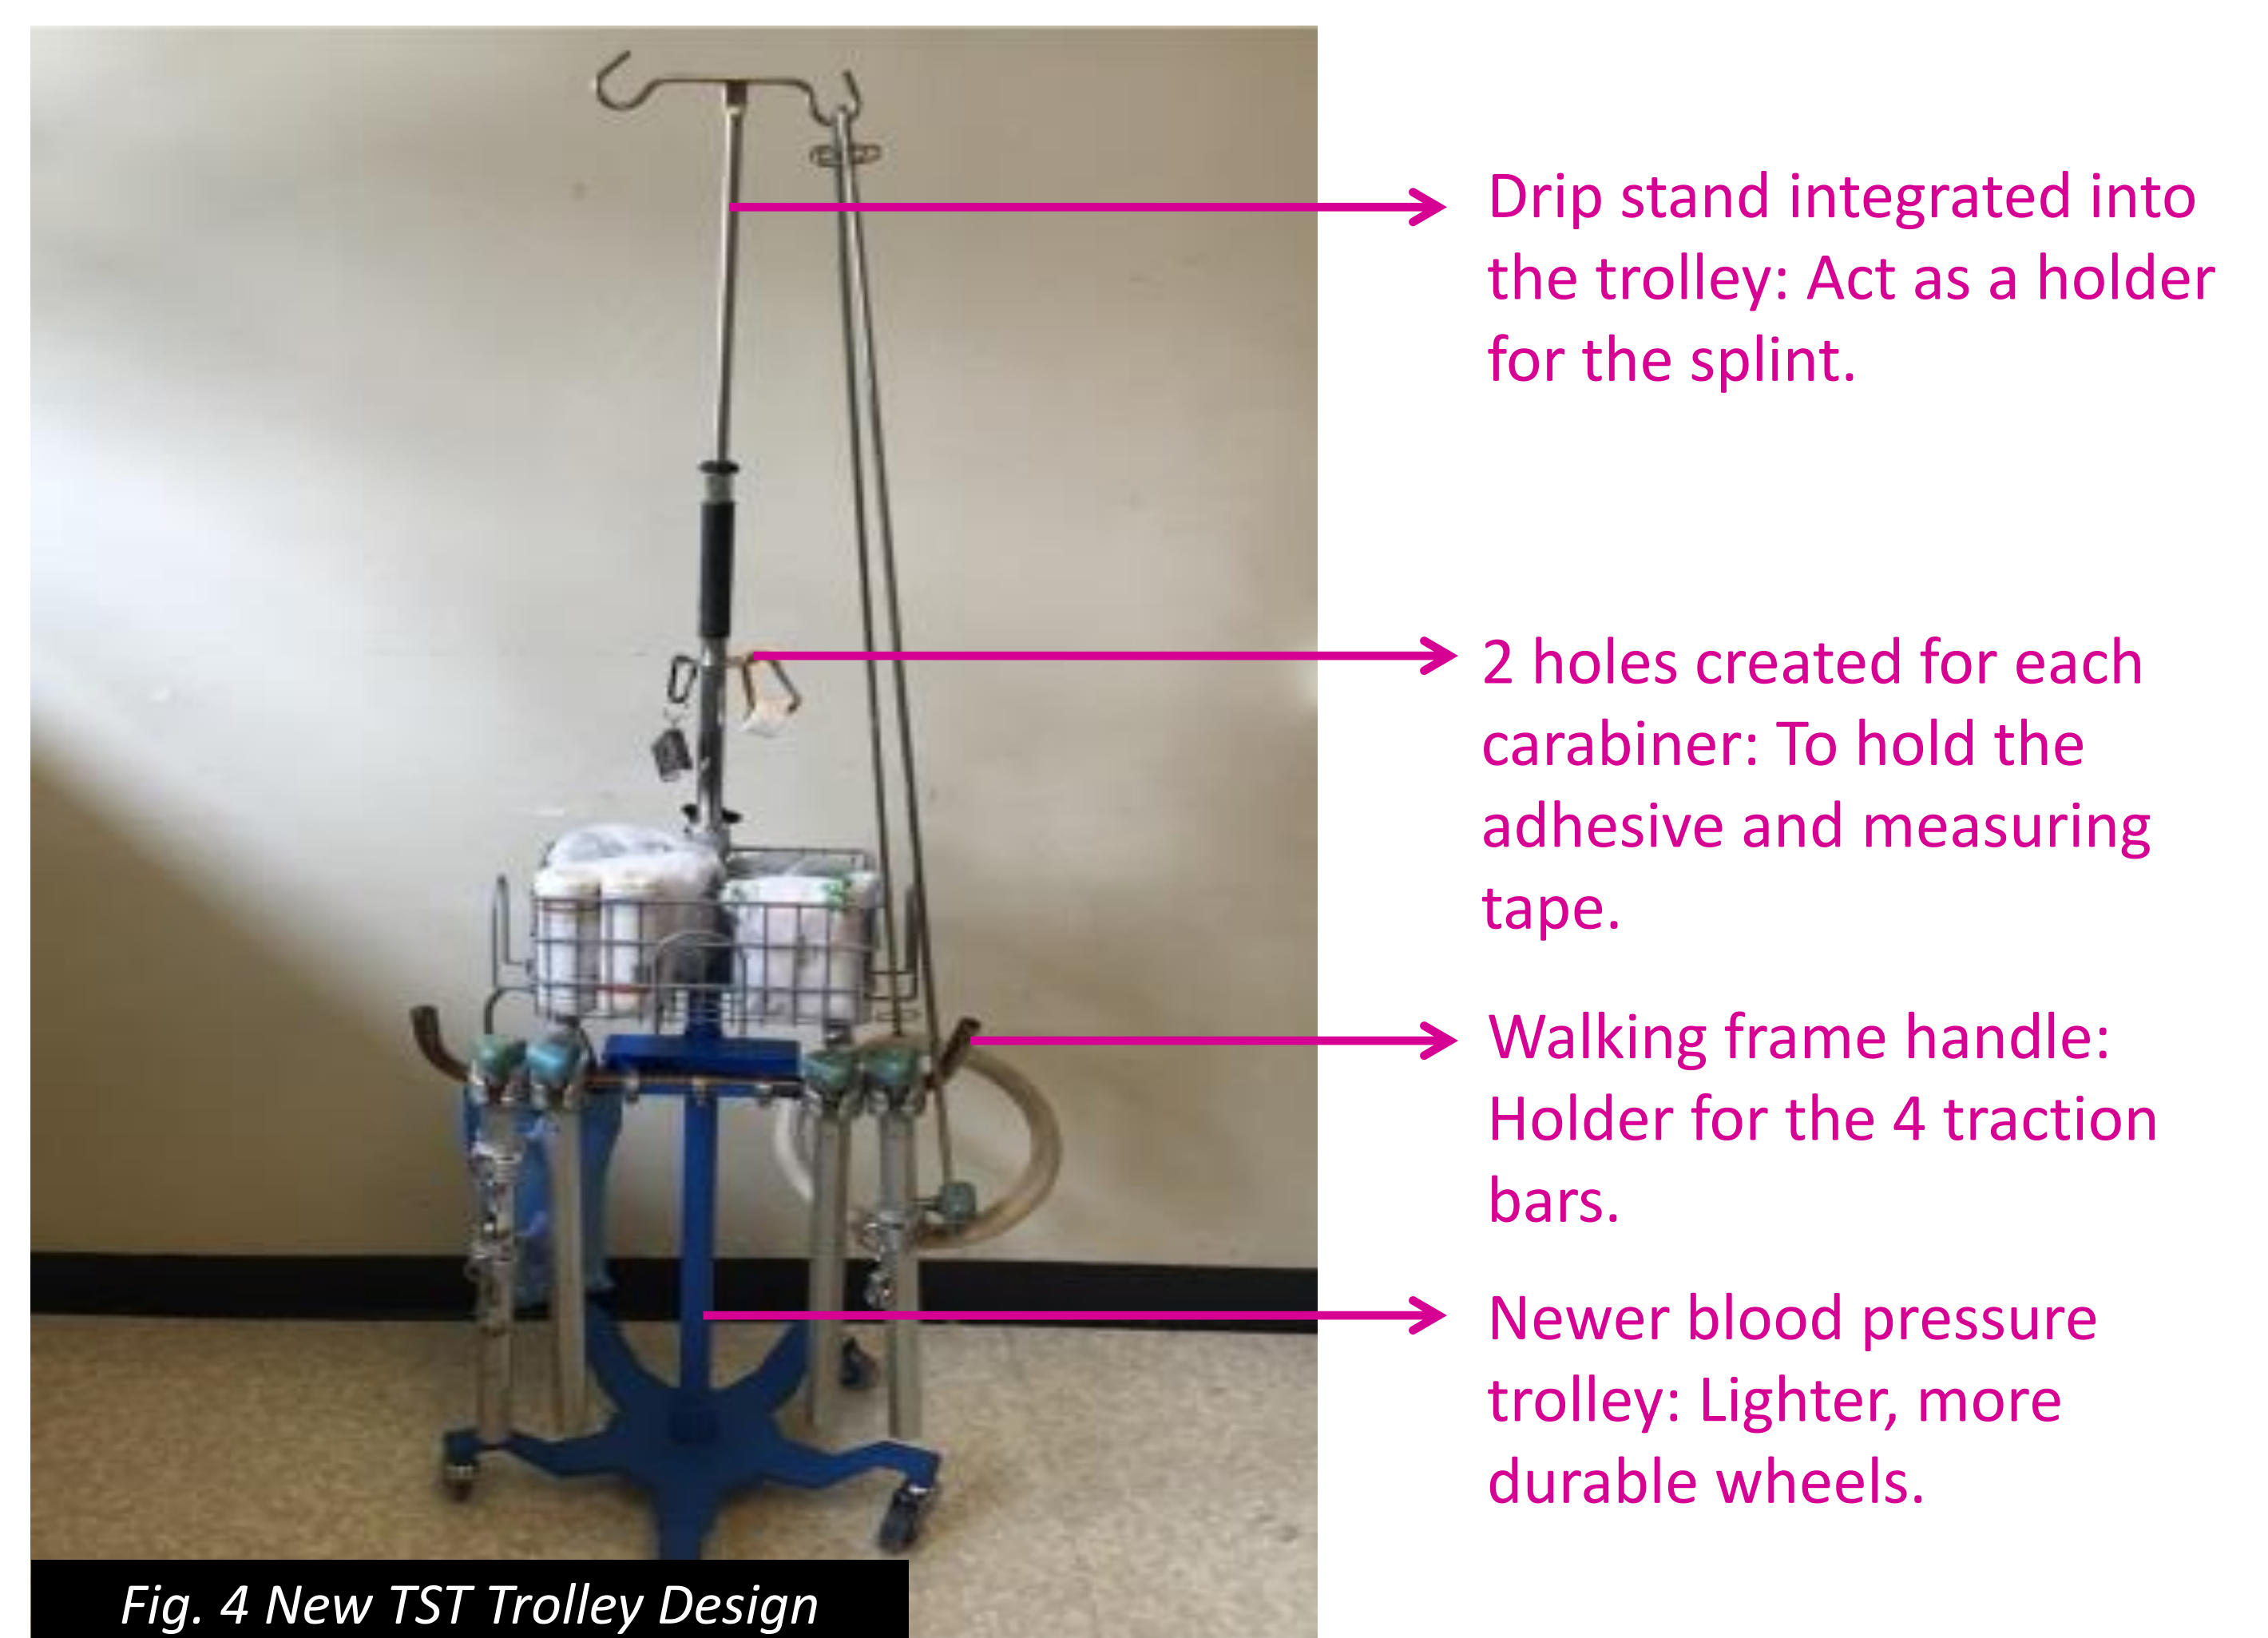 Drip stand integrated into
the trolley: Act as a holder
for the splint.
2 holes created for each
carabiner: To hold the
adhesive and measuring
tape.
Walking frame handle:
Holder for the 4 traction
bars.
Newer blood pressure
trolley: Lighter, more
durable wheels.
Fig. 4 New TST Trolley Design